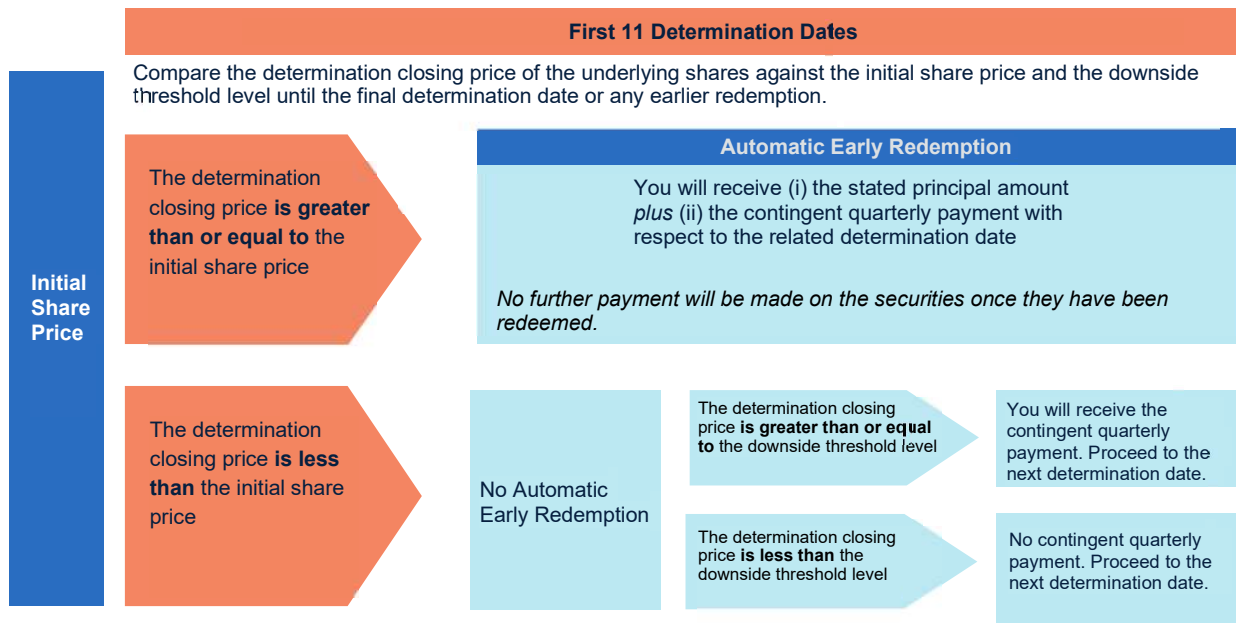 First 11 Determination Dates
Compare the determination closing price of the underlying shares against the initial share price and the downside
threshold level until the final determination date or any earlier redemption.
Initial
Share
Price
The determination
closing price is greater
than or equal to the
initial share price
Automatic Early Redemption
You will receive (i) the stated principal amount
plus (ii) the contingent quarterly payment with
respect to the related determination date
No further payment will be made on the securities once they have been
redeemed.
The determination
closing price is less
than the initial share
price
No Automatic
Early Redemption
The determination closing
price is greater than or equal
to the downside threshold level
You will receive the
contingent quarterly
payment. Proceed to the
next determination date.
The determination closing
price is less than the
downside threshold level
No contingent quarterly
payment. Proceed to the
next determination date.